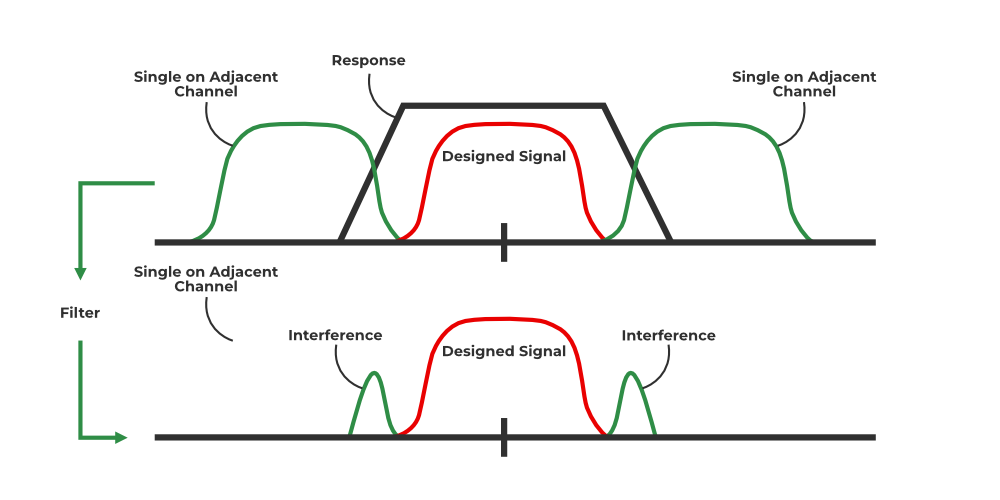 Response
Single on Adjacent
Channel
Single on Adjacent
Channel
Designed Signal
Single on Adjacent
Channel
Filter
Interference
Interference
Designed Signal